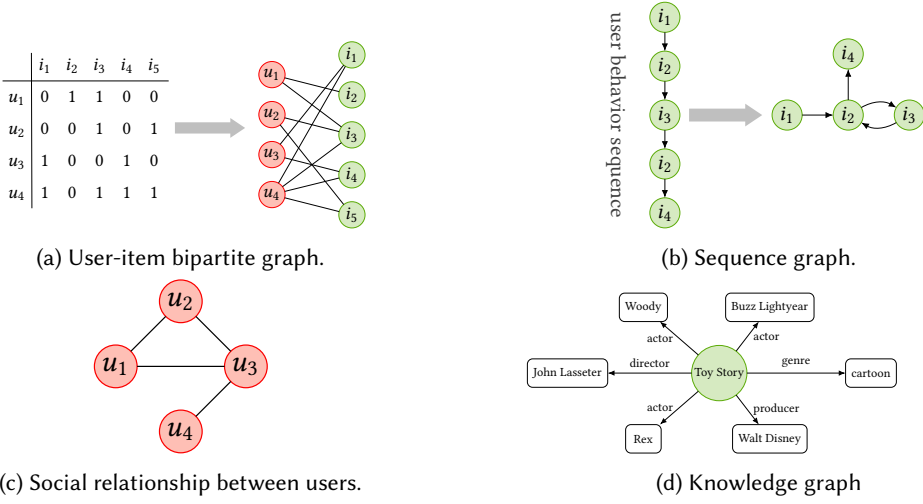 i1 i2 i3 i4 i5
u1 0 1 1 0 0
u2 0 0 1 0 1
u3 1 0 0 1 0
u4 1 0 1 1 1
u1
u2
u3
u4
i1
i2
i3
i4
i5
(a) User-item bipartite graph.
user behavior sequence
i1
i2
i3
i2
i4
i4
i1 i2 i3
(b) Sequence graph.
u2
u1 u3
u4
(c) Social relationship between users.
Woody Buzz Lightyear
actor actor
John Lasseter director Toy Story genre cartoon
actor producer
Rex Walt Disney
(d) Knowledge graph